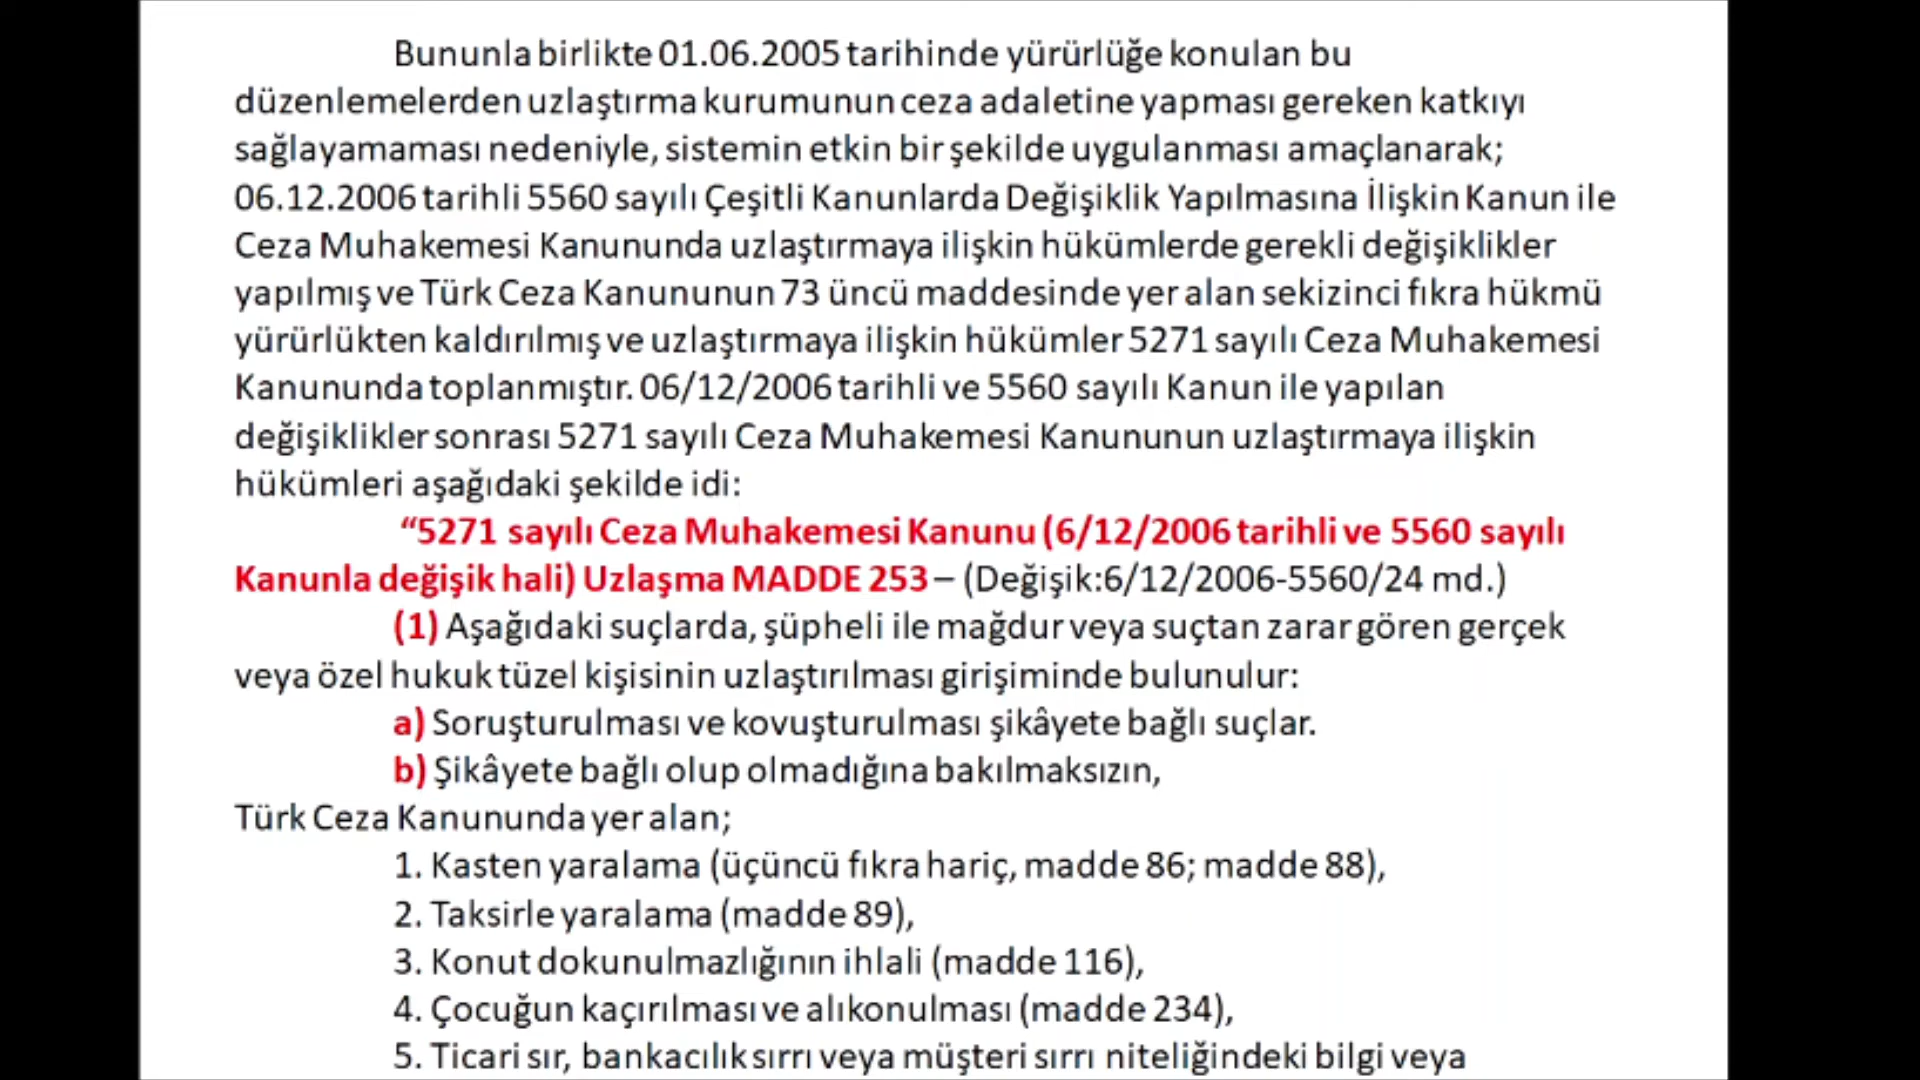 Bununla birlikte 01.06.2005 tarihinde yürürlüğe konulan bu
düzenlemelerden uzlaştırma kurumunun ceza adaletine yapması gereken katkıyı
sağlayamaması nedeniyle, sistemin etkin bir şekilde uygulanması amaçlanarak;
06.12.2006 tarihli 5560 sayılı Çeşitli Kanunlarda Değişiklik Yapılmasına İlişkin Kanun ile
Ceza Muhakemesi Kanununda uzlaştırmaya ilişkin hükümlerde gerekli değişiklikler
yapılmış ve Türk Ceza Kanununun 73 üncü maddesinde yer alan sekizinci fıkra hükmü
yürürlükten kaldırılmış ve uzlaştırmaya ilişkin hükümler 5271 sayılı Ceza Muhakemesi
Kanununda toplanmıştır. 06/12/2006 tarihli ve 5560 sayılı Kanun ile yapılan
değişiklikler sonrası 5271 sayılı Ceza Muhakemesi Kanununun uzlaştırmaya ilişkin
hükümleri aşağıdaki şekilde idi:
“5271 sayılı Ceza Muhakemesi Kanunu (6/12/2006 tarihli ve 5560 sayılı
Kanunla değişik hali) Uzlaşma MADDE 253 – (Değişik:6/12/2006-5560/24 md.)
(1) Aşağıdaki suçlarda, şüpheli ile mağdur veya suçtan zarar gören gerçek
veya özel hukuk tüzel kişisinin uzlaştırılması girişiminde bulunulur:
a) Soruşturulması ve kovuşturulması şikâyete bağlı suçlar.
b) Şikâyete bağlı olup olmadığına bakılmaksızın,
Türk Ceza Kanununda yer alan;
1. Kasten yaralama (üçüncü fıkra hariç, madde 86; madde 88),
2. Taksirle yaralama (madde 89),
3. Konut dokunulmazlığının ihlali (madde 116),
4. Çocuğun kaçırılması ve alıkonulması (madde 234),
5. Ticari sır, bankacılık sırrı veya müşteri sırrı niteliğindeki bilgi veya